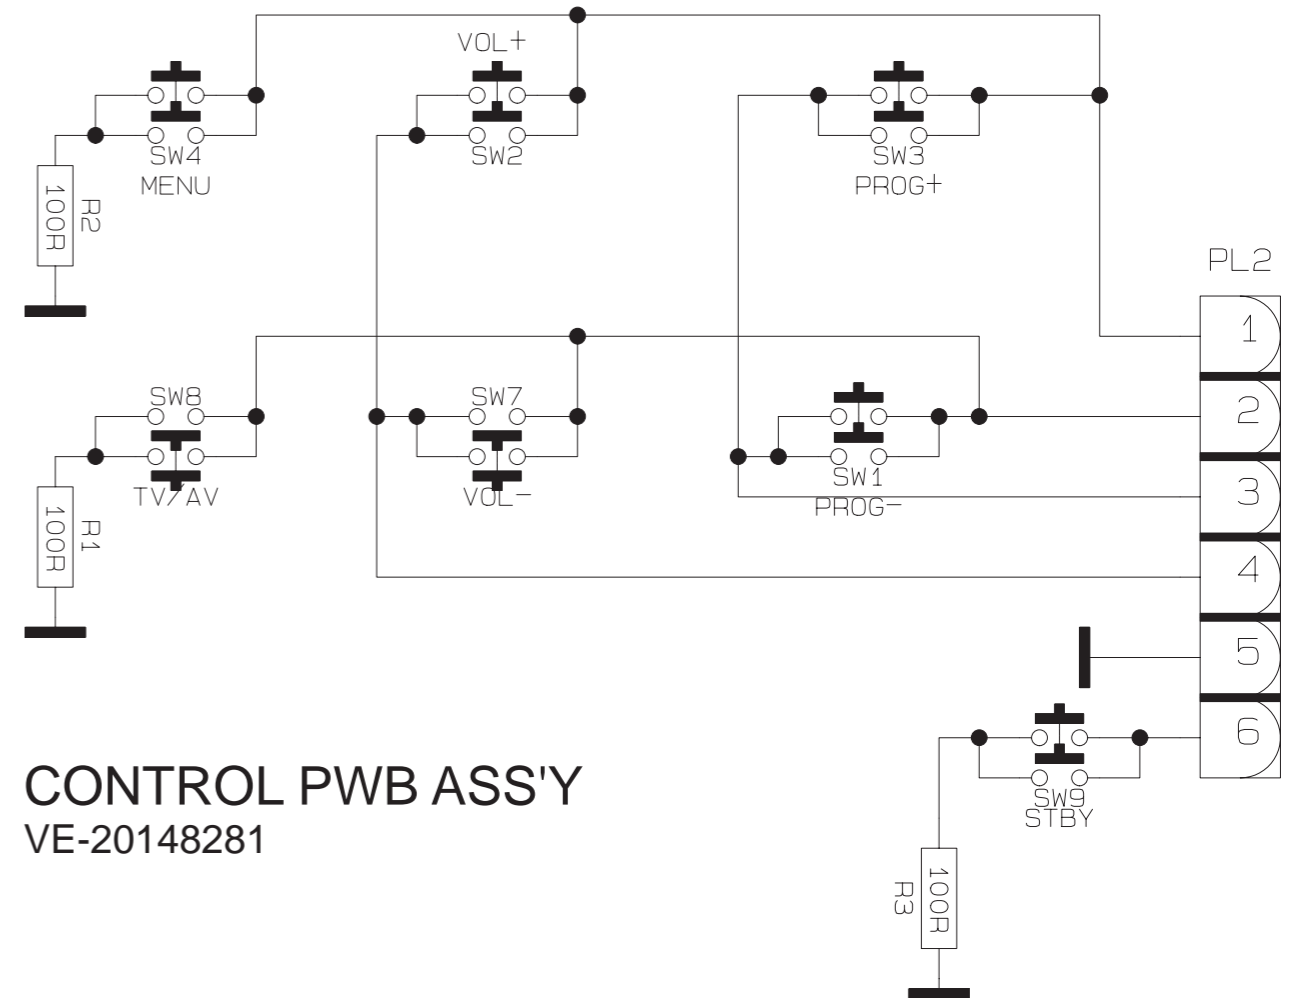 VOL+
SW4
MENU
SW2
SW3
PROG+
R2
100R
PL2
1
2
3
4
5
6
SW8
TV/AV
SW7
VOL-
SW1
PROG-
R1
100R
SW9
STBY
R3
100R
CONTROL PWB ASS'Y
VE-20148281